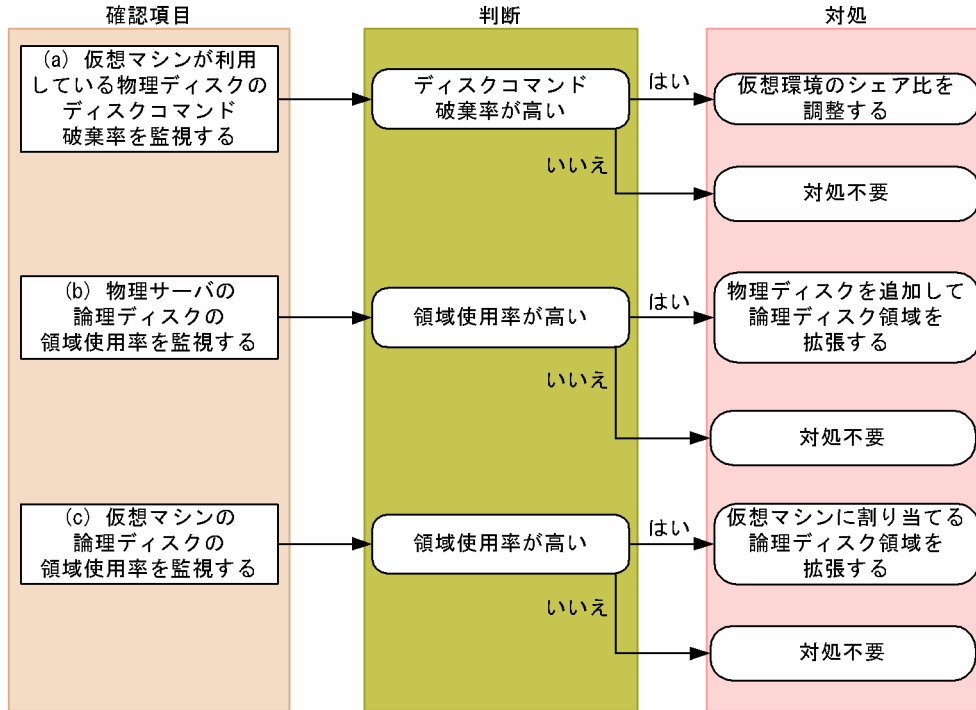 確認項目
判断
対処
(a) 仮想マシンが利用
している物理ディスクの
ディスクコマンド
破棄率を監視する
ディスクコマンド
破棄率が高い
はい
仮想環境のシェア比を
調整する
いいえ
対処不要
(b) 物理サーバの
論理ディスクの
領域使用率を監視する
領域使用率が高い
はい
物理ディスクを追加して
論理ディスク領域を
拡張する
いいえ
対処不要
(c) 仮想マシンの
論理ディスクの
領域使用率を監視する
領域使用率が高い
はい
仮想マシンに割り当てる
論理ディスク領域を
拡張する
いいえ
対処不要